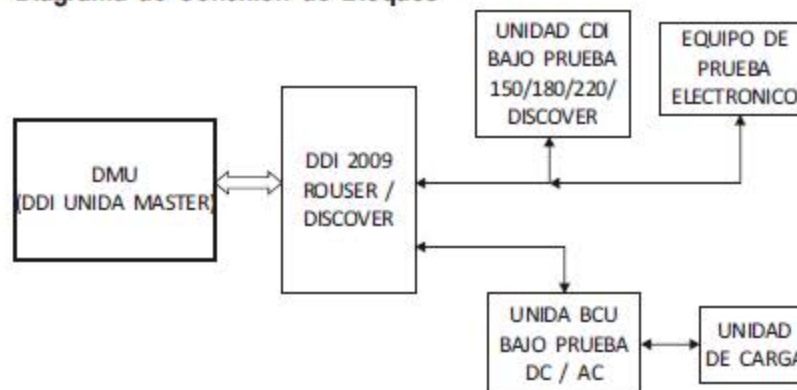 Diagrama de Conexión de Bloques
UNIDAD CDI
BAJO PRUEBA
150/180/220/
DISCOVER
EQUIPO DE
PRUEBA
ELECTRONICO
DMU
(DDI UNIDA MASTER)
DDI 2009
ROUSER /
DISCOVER
UNIDA BCU
BAJO PRUEBA
DC / AC
UNIDAD
DE CARGA